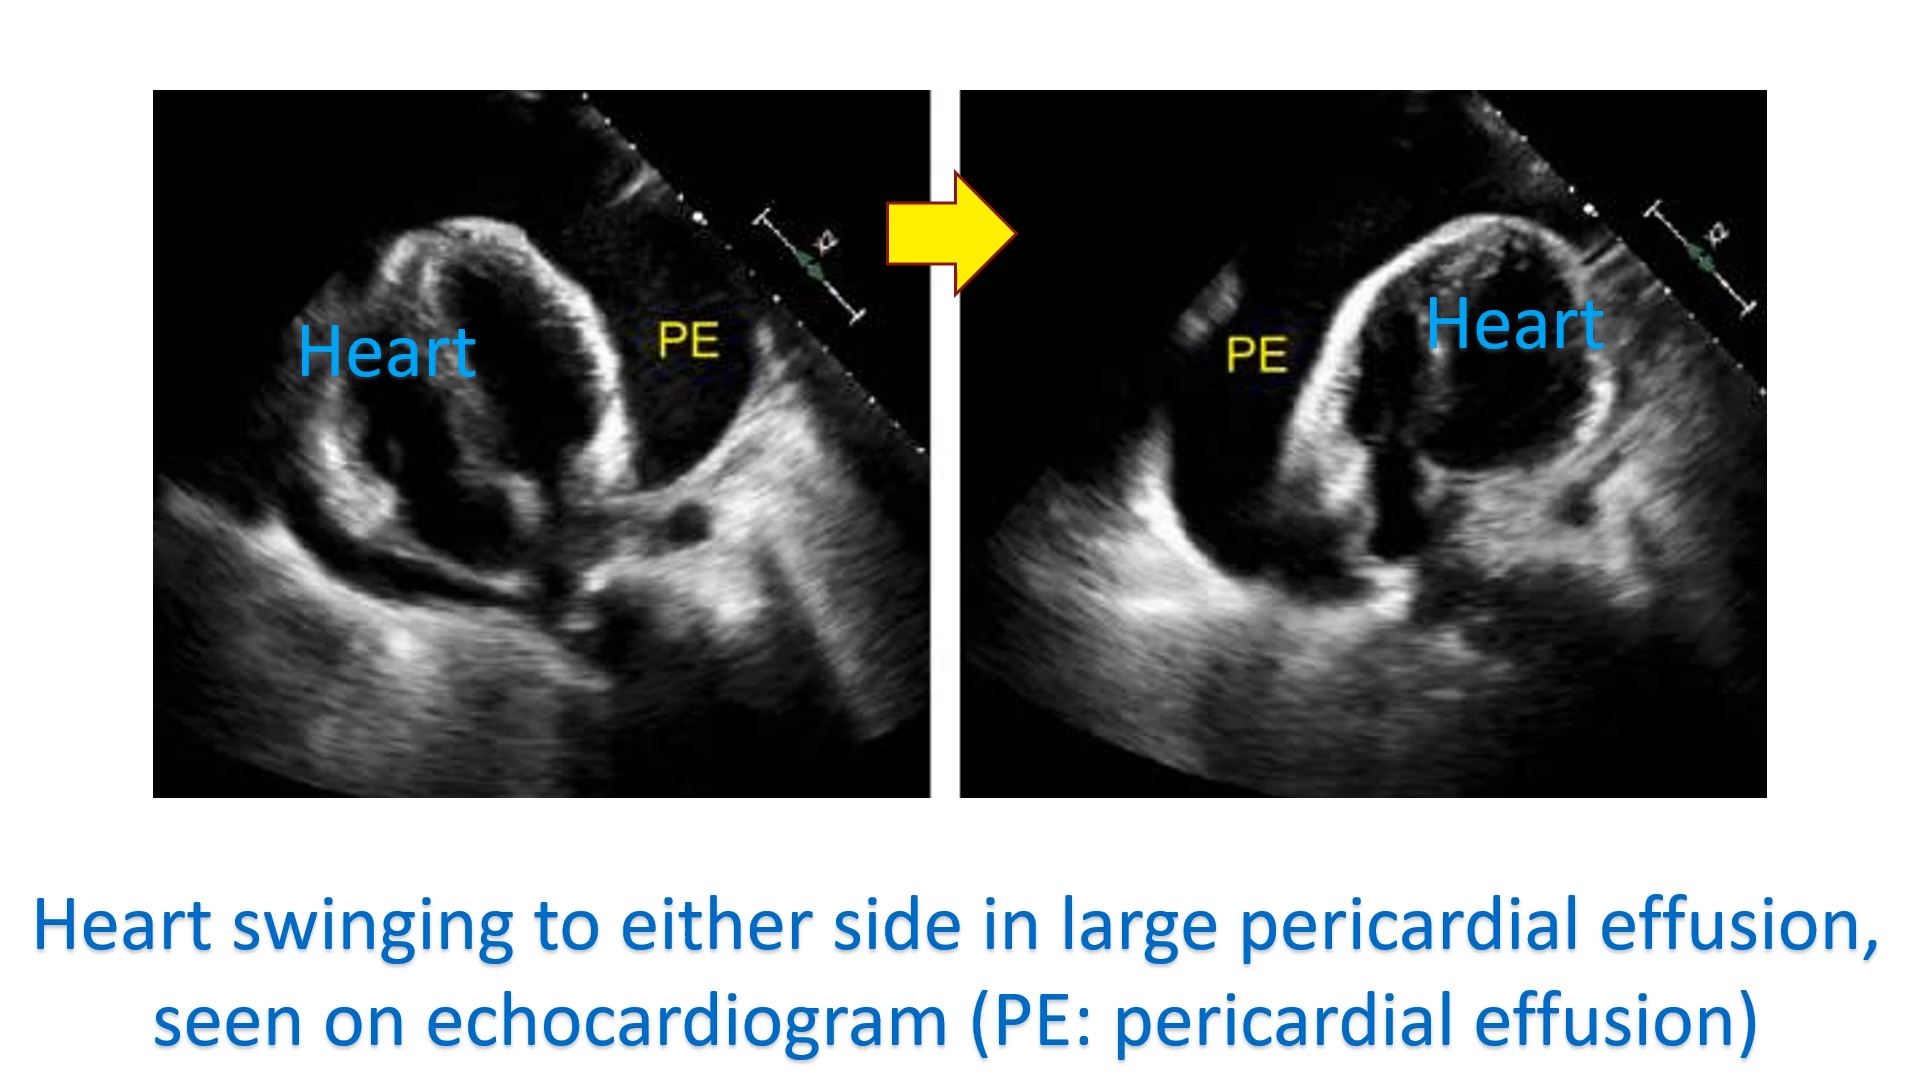 Heart
PE
PE
Heart
Heart swinging to either side in large pericardial effusion,
seen on echocardiogram (PE: pericardial effusion)